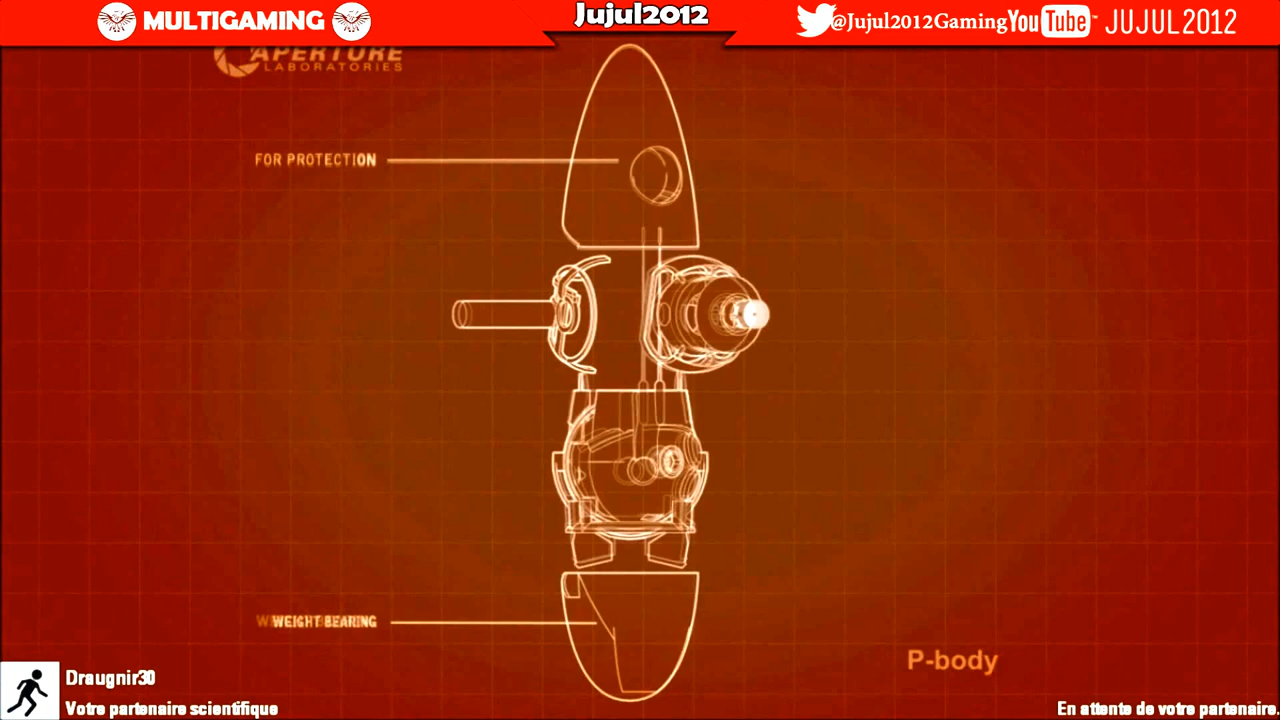 MULTIGAMING
Jujul2012
@Jujul2012Gaming
YouTube JUJUL2012
APERTURE
LABORATORIES
FOR PROTECTION
WEIGHT BEARING
P-body
Draugnir30
Votre partenaire scientifique
En attente de votre partenaire.